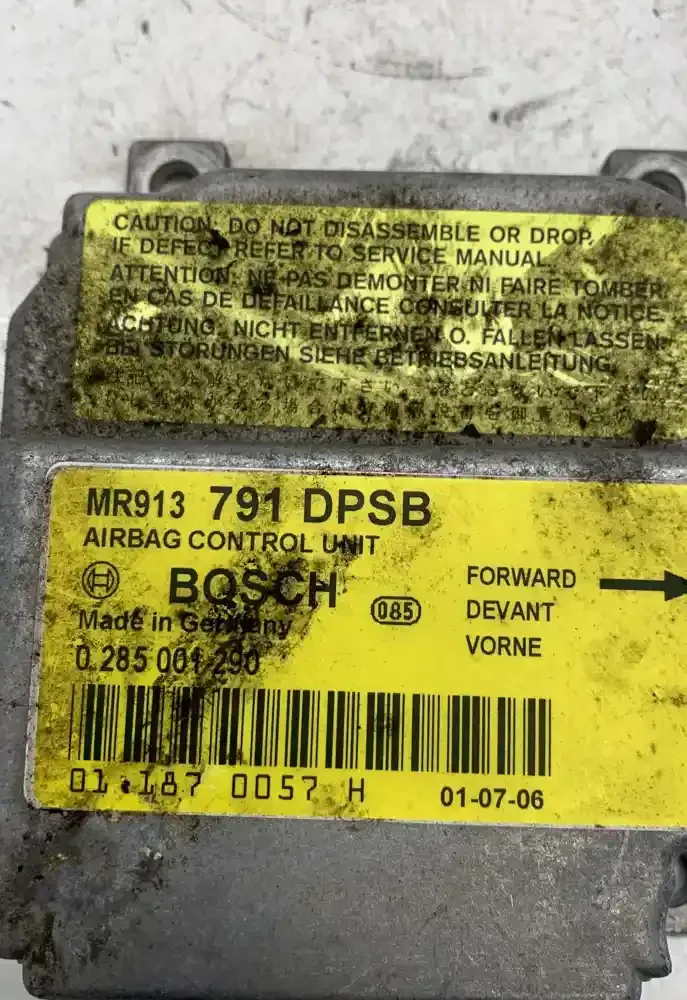 CAUTION: DO NOT DISASSEMBLE OR DROP.
IF DEFECT REFER TO SERVICE MANUAL.
ATTENTION: NE PAS DEMONTER NI FAIRE TOMBER.
EN CAS DE DEFAILLANCE CONSULTER LA NOTICE.
ACHTUNG: NICHT ENTFERNEN O. FALLEN LASSEN.
BEI STORUNGEN SIEHE BETRIEBSANLEITUNG.
MR913 791 DPSB
AIRBAG CONTROL UNIT
BOSCH
085
Made in Germany
0 285 001 290
FORWARD
DEVANT
VORNE
01.187 0057 H
01-07-06